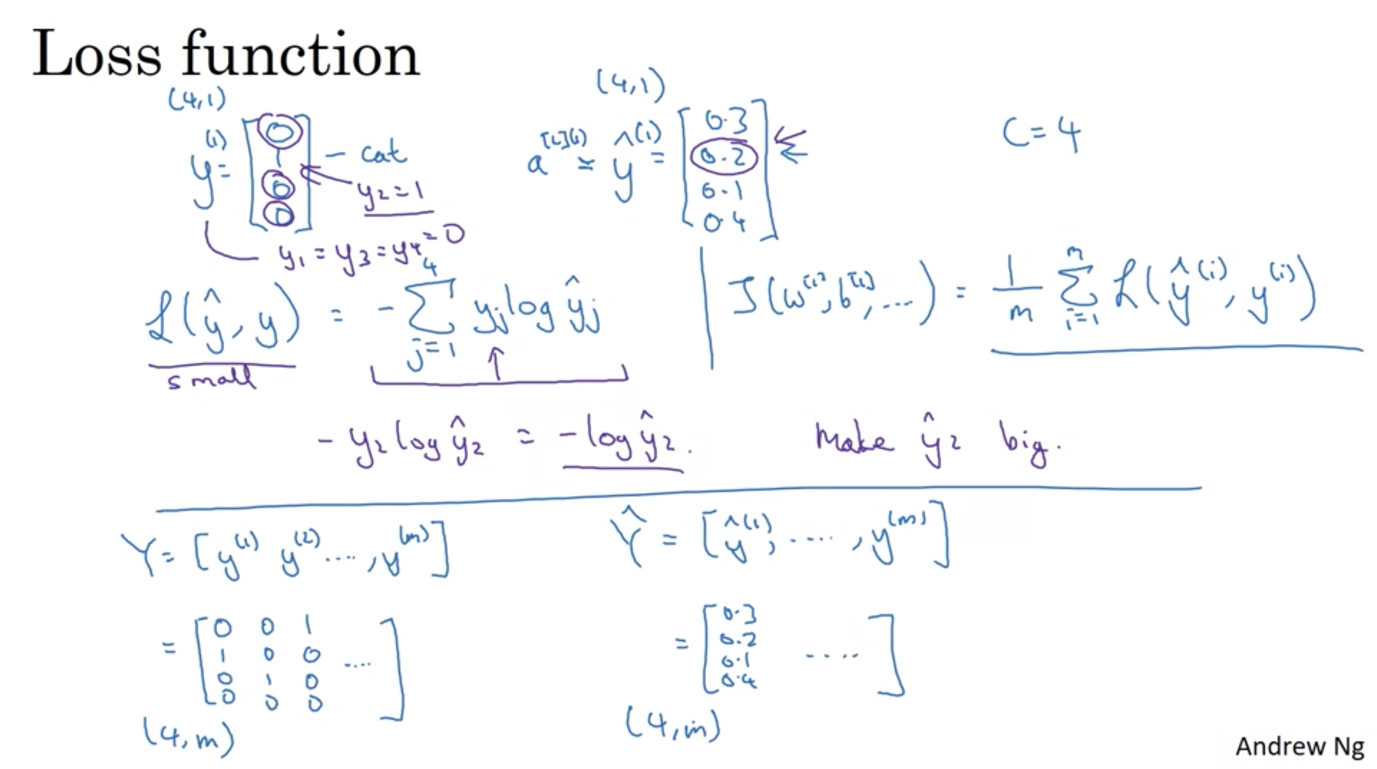 Loss function
(4,1)
(4,1)
y⁽¹⁾ = [0 1 0 0] - cat
y₂ = 1
a^[L](1) ≃ ŷ⁽¹⁾ = [0.3 0.2 0.1 0.4]
C = 4
y₁ = y₃ = y₄ = 0
L(ŷ, y) = - Σ_{j=1}^{4} yⱼ log ŷⱼ
small
J(w^[1], b^[1], ...) = 1/m Σ_{i=1}^{m} L(ŷ⁽ⁱ⁾, y⁽ⁱ⁾)
- y₂ log ŷ₂ = - log ŷ₂. Make ŷ₂ big.
Y = [y⁽¹⁾ y⁽²⁾ ...., y⁽ᵐ⁾]
Ŷ = [ŷ⁽¹⁾, ...., y⁽ᵐ⁾]
= [0 0 1
1 0 0 ....
0 1 0
0 0 0]
(4,m)
= [0.3
0.2 ....
0.1
0.4]
(4,m)
Andrew Ng